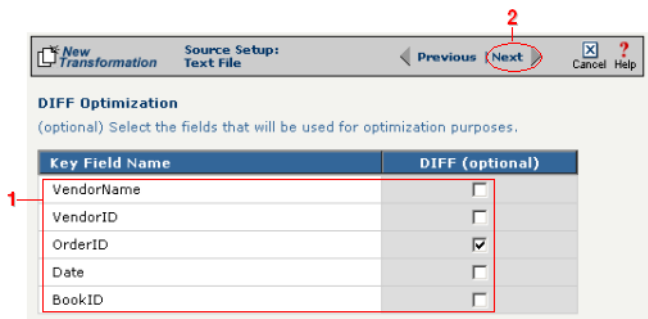 2
New Transformation
Source Setup: Text File
Previous
Next
Cancel
Help
DIFF Optimization
(optional) Select the fields that will be used for optimization purposes.
Key Field Name DIFF (optional)
1
VendorName
VendorID
OrderID
Date
BookID